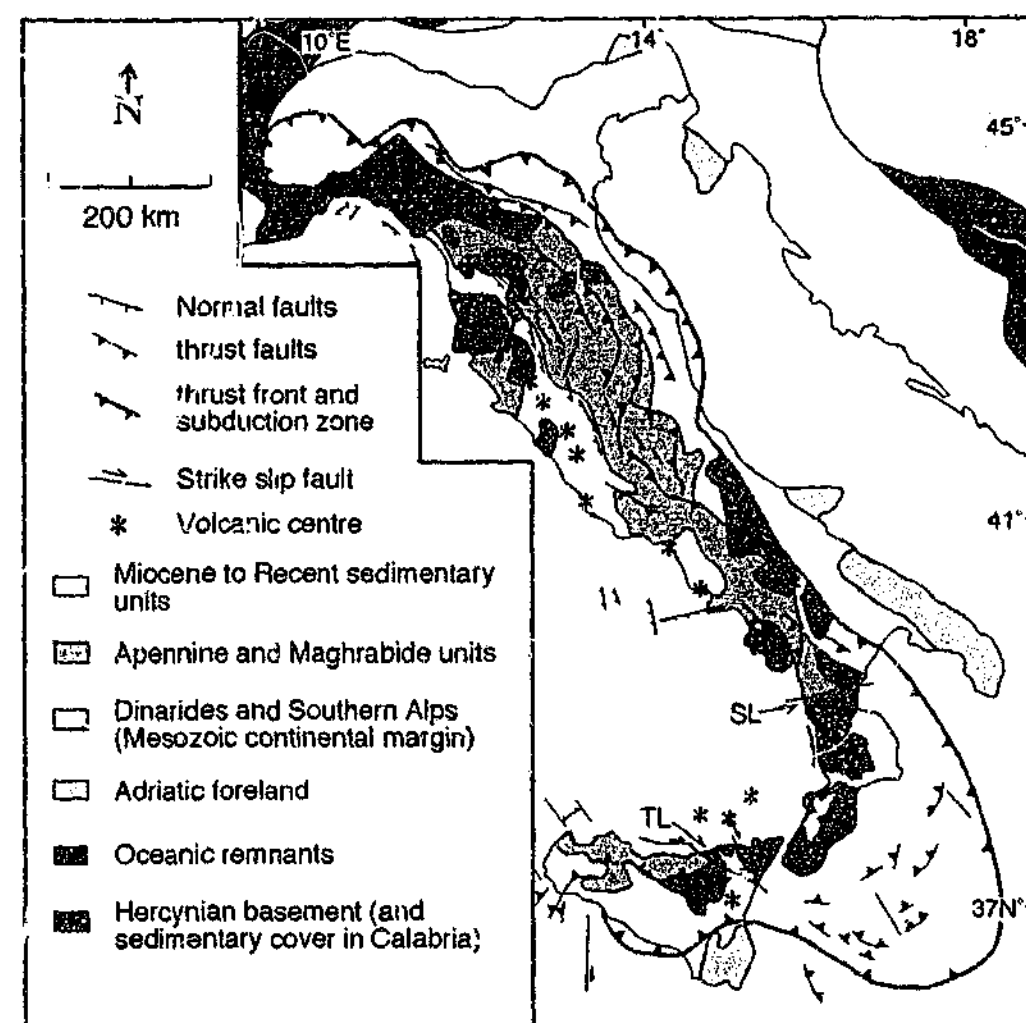 10°E
14°
18°
N
45°
200 km
Normal faults
thrust faults
thrust front and
subduction zone
Strike slip fault
41°
Volcanic centre
Miocene to Recent sedimentary
units
Apennine and Maghrabide units
SL
Dinarides and Southern Alps
(Mesozoic continental margin)
Adriatic foreland
TL
Oceanic remnants
37N°
Hercynian basement (and
sedimentary cover in Calabria)